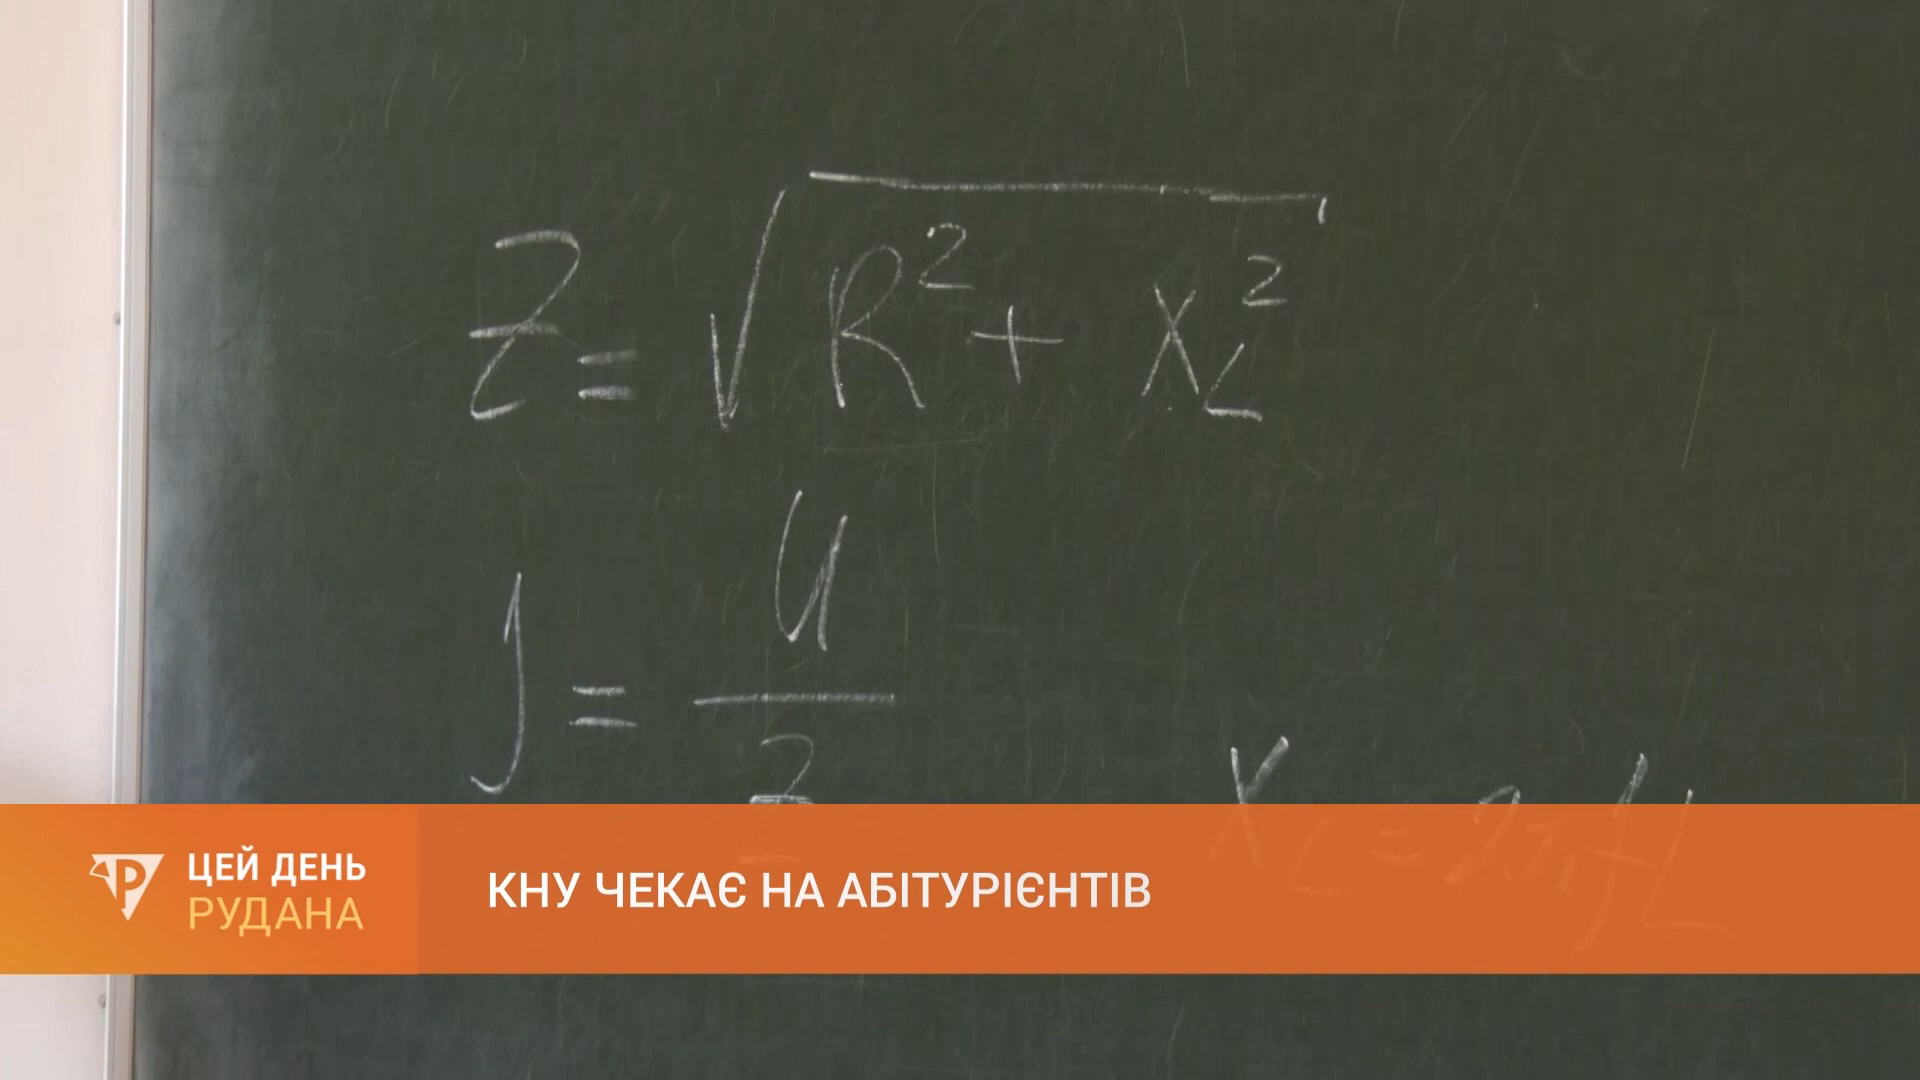 Z = √R² + X_L²
I = U
Z
X_L = 2πfL
ЦЕЙ ДЕНЬ
РУДАНА
КНУ ЧЕКАЄ НА АБІТУРІЄНТІВ